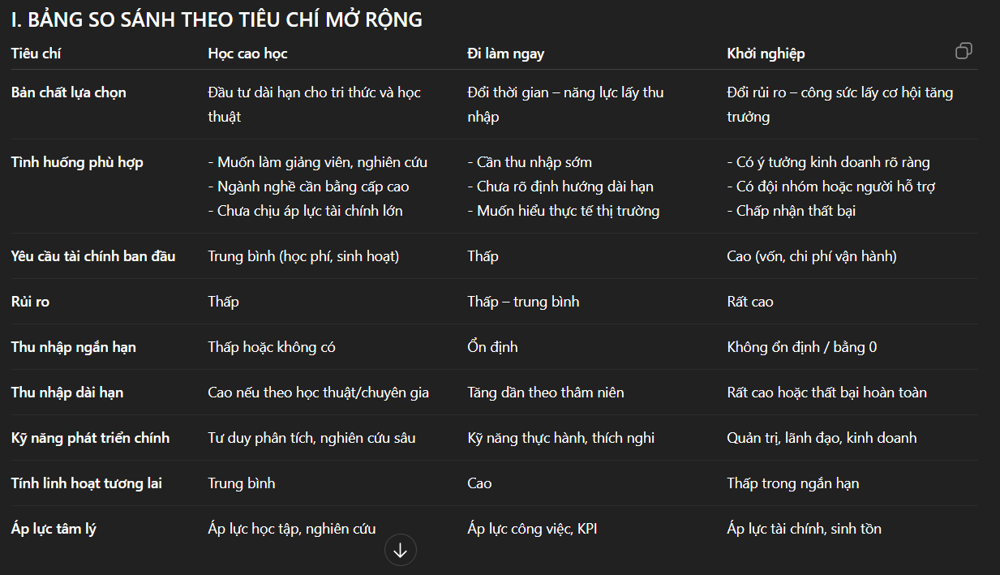 I. BẢNG SO SÁNH THEO TIÊU CHÍ MỞ RỘNG
Tiêu chí Học cao học Đi làm ngay Khởi nghiệp
Bản chất lựa chọn Đầu tư dài hạn cho tri thức và học Đổi thời gian – năng lực lấy thu Đổi rủi ro – công sức lấy cơ hội tăng
thuật nhập trưởng
Tình huống phù hợp - Muốn làm giảng viên, nghiên cứu - Cần thu nhập sớm - Có ý tưởng kinh doanh rõ ràng
- Ngành nghề cần bằng cấp cao - Chưa rõ định hướng dài hạn - Có đội nhóm hoặc người hỗ trợ
- Chưa chịu áp lực tài chính lớn - Muốn hiểu thực tế thị trường - Chấp nhận thất bại
Yêu cầu tài chính ban đầu Trung bình (học phí, sinh hoạt) Thấp Cao (vốn, chi phí vận hành)
Rủi ro Thấp Thấp – trung bình Rất cao
Thu nhập ngắn hạn Thấp hoặc không có Ổn định Không ổn định / bằng 0
Thu nhập dài hạn Cao nếu theo học thuật/chuyên gia Tăng dần theo thâm niên Rất cao hoặc thất bại hoàn toàn
Kỹ năng phát triển chính Tư duy phân tích, nghiên cứu sâu Kỹ năng thực hành, thích nghi Quản trị, lãnh đạo, kinh doanh
Tính linh hoạt tương lai Trung bình Cao Thấp trong ngắn hạn
Áp lực tâm lý Áp lực học tập, nghiên cứu Áp lực công việc, KPI Áp lực tài chính, sinh tồn